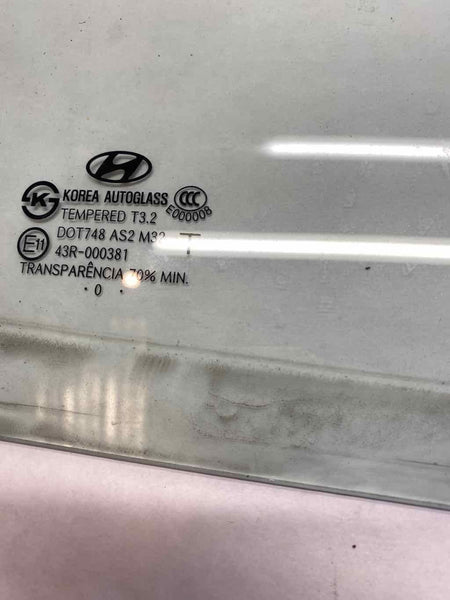 KOREA AUTOGLASS
CCC
E000008
K
TEMPERED T3.2
E11
DOT748 AS2 M32 T
43R-000381
TRANSPARÊNCIA 70% MIN.
. 0 .